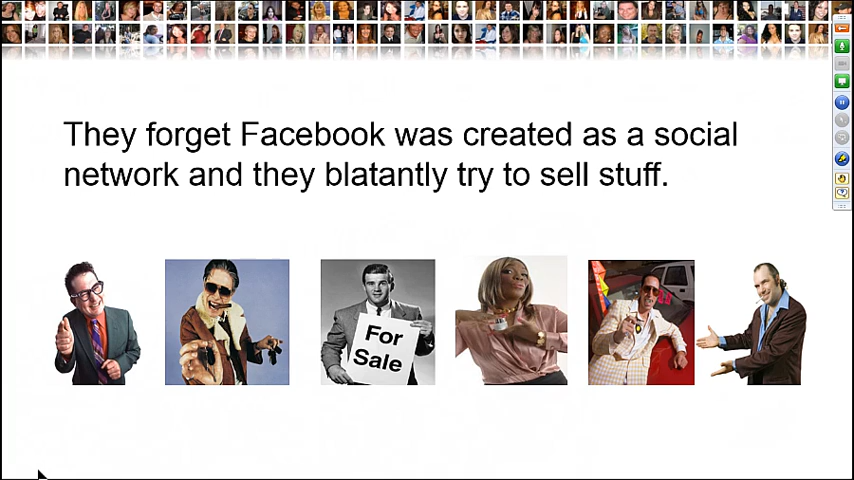 They forget Facebook was created as a social
network and they blatantly try to sell stuff.
For
Sale